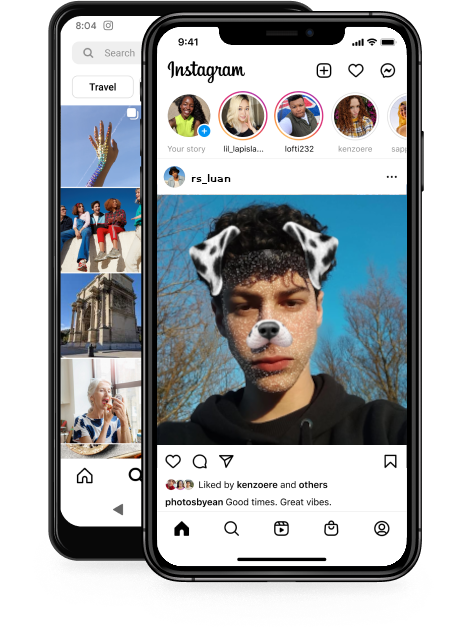 8:04
Search
Travel
9:41
Instagram
Your story
lil_lapisla...
lofti232
kenzoere
sapp
rs_luan
Liked by kenzoere and others
photosbyean Good times. Great vibes.